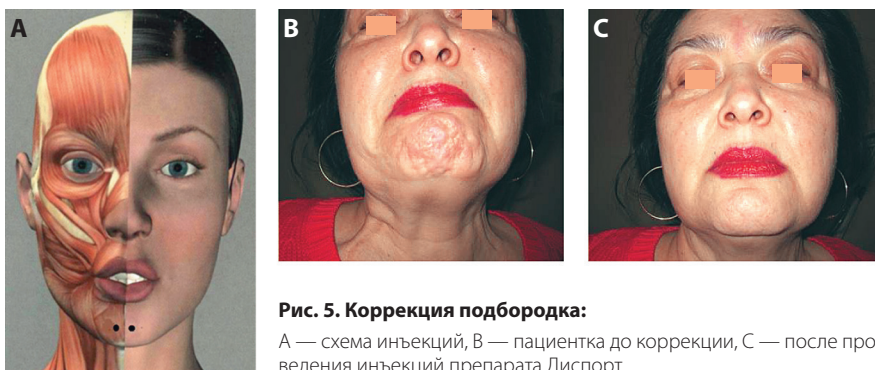 A
B
C
Рис. 5. Коррекция подбородка:
А — схема инъекций, В — пациентка до коррекции, С — после про
ведения инъекций препарата Диспорт